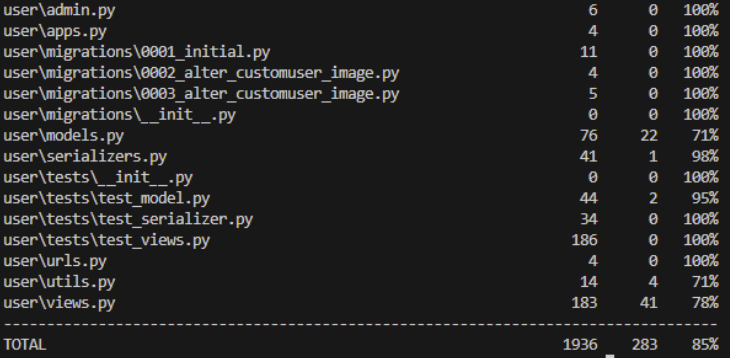 user\admin.py 6 0 100%
user\apps.py 4 0 100%
user\migrations\0001_initial.py 11 0 100%
user\migrations\0002_alter_customuser_image.py 4 0 100%
user\migrations\0003_alter_customuser_image.py 5 0 100%
user\migrations\__init__.py 0 0 100%
user\models.py 76 22 71%
user\serializers.py 41 1 98%
user\tests\__init__.py 0 0 100%
user\tests\test_model.py 44 2 95%
user\tests\test_serializer.py 34 0 100%
user\tests\test_views.py 186 0 100%
user\urls.py 4 0 100%
user\utils.py 14 4 71%
user\views.py 183 41 78%
-----------------------------------------------------------------------------------
TOTAL 1936 283 85%